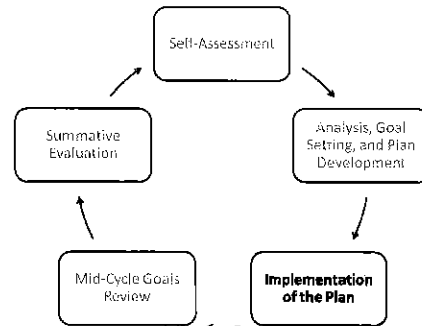 Self-Assessment
Analysis, Goal
Setting, and Plan
Development
Implementation
of the Plan
Mid-Cycle Goals
Review
Summative
Evaluation